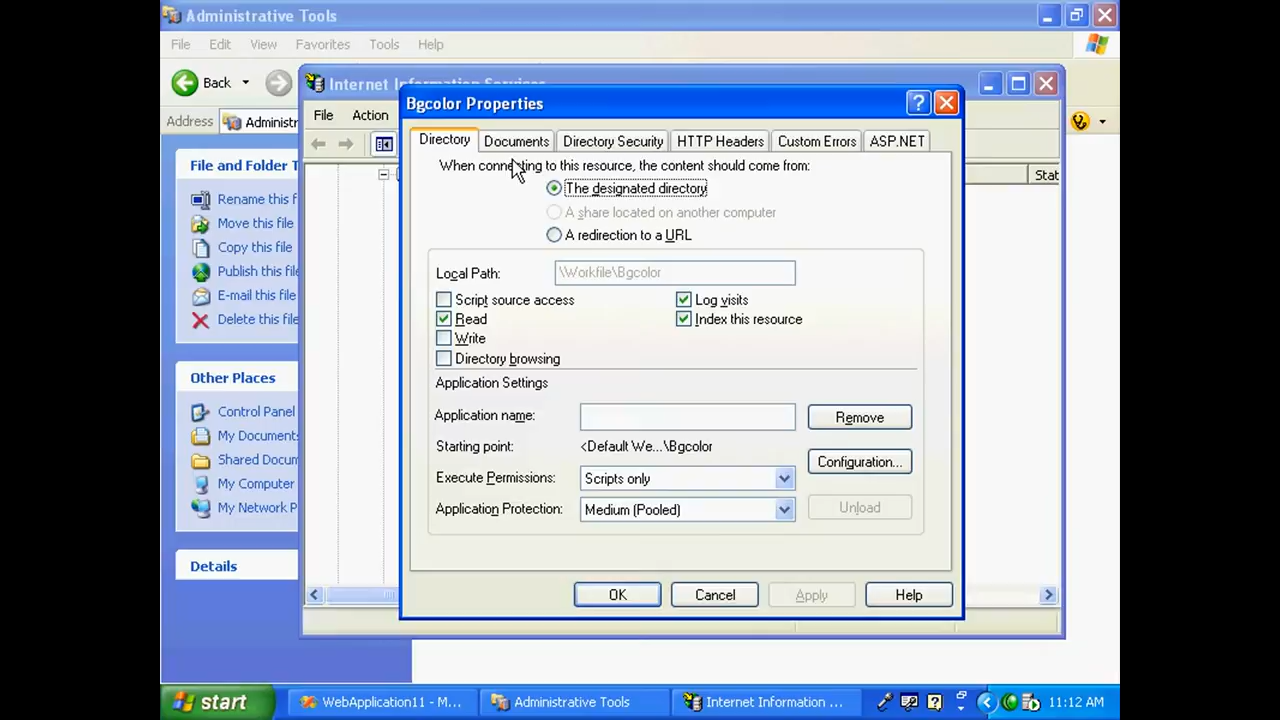 Administrative Tools
File Edit View Favorites Tools Help
Back
Address Administr
Internet Information Services
File Action
Stat
File and Folder T
Rename this f
Move this file
Copy this file
Publish this file
E-mail this file
Delete this file
Other Places
Control Panel
My Documents
Shared Docum
My Computer
My Network P
Details
Bgcolor Properties
Directory Documents Directory Security HTTP Headers Custom Errors ASP.NET
When connecting to this resource, the content should come from:
The designated directory
A share located on another computer
A redirection to a URL
Local Path: \Workfile\Bgcolor
Script source access Log visits
Read Index this resource
Write
Directory browsing
Application Settings
Application name: Remove
Starting point: <Default We...\Bgcolor
Configuration...
Execute Permissions: Scripts only
Application Protection: Medium (Pooled) Unload
OK Cancel Apply Help
start WebApplication11 - M... Administrative Tools Internet Information ... 11:12 AM